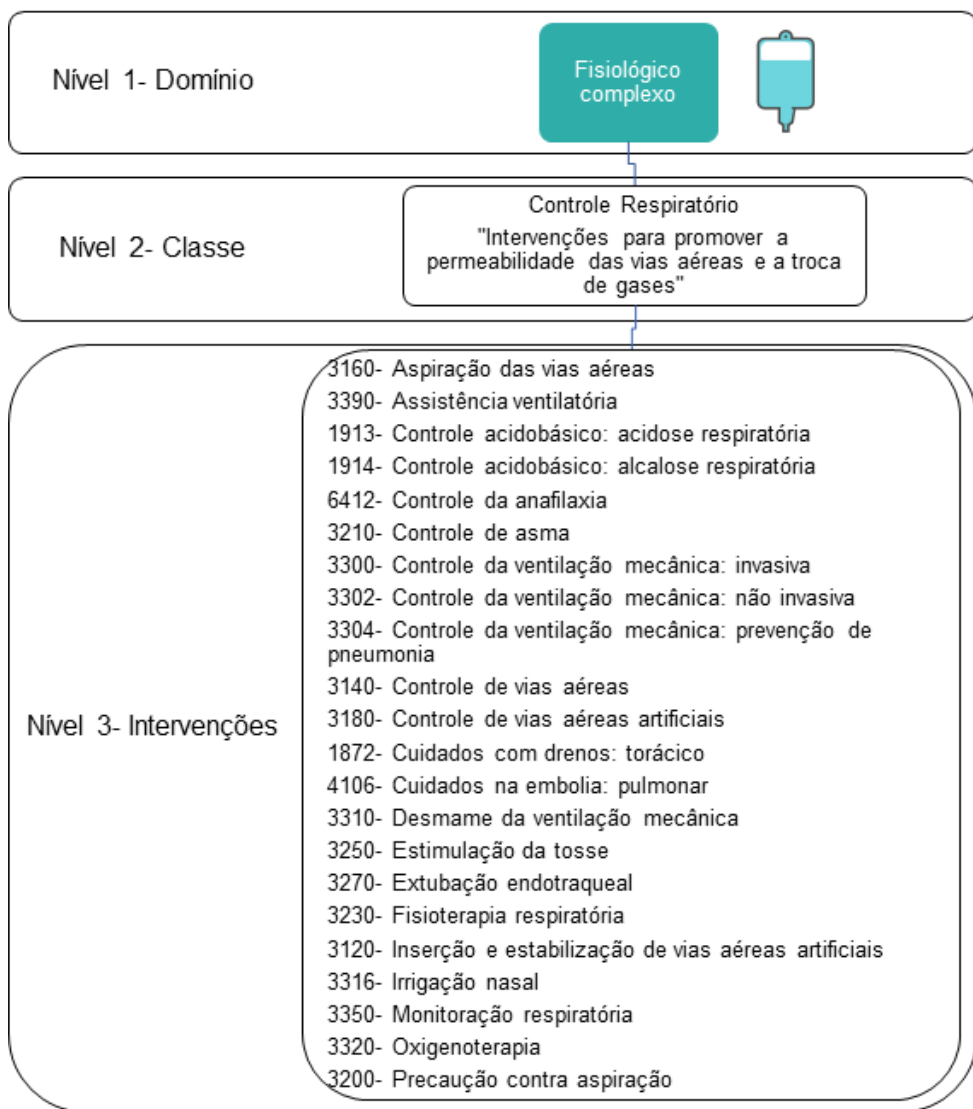 Nível 1- Domínio
Fisiológico
complexo
Nível 2- Classe
Controle Respiratório
"Intervenções para promover a
permeabilidade das vias aéreas e a troca
de gases"
Nível 3- Intervenções
3160- Aspiração das vias aéreas
3390- Assistência ventilatória
1913- Controle acidobásico: acidose respiratória
1914- Controle acidobásico: alcalose respiratória
6412- Controle da anafilaxia
3210- Controle de asma
3300- Controle da ventilação mecânica: invasiva
3302- Controle da ventilação mecânica: não invasiva
3304- Controle da ventilação mecânica: prevenção de
pneumonia
3140- Controle de vias aéreas
3180- Controle de vias aéreas artificiais
1872- Cuidados com drenos: torácico
4106- Cuidados na embolia: pulmonar
3310- Desmame da ventilação mecânica
3250- Estimulação da tosse
3270- Extubação endotraqueal
3230- Fisioterapia respiratória
3120- Inserção e estabilização de vias aéreas artificiais
3316- Irrigação nasal
3350- Monitoração respiratória
3320- Oxigenoterapia
3200- Precaução contra aspiração